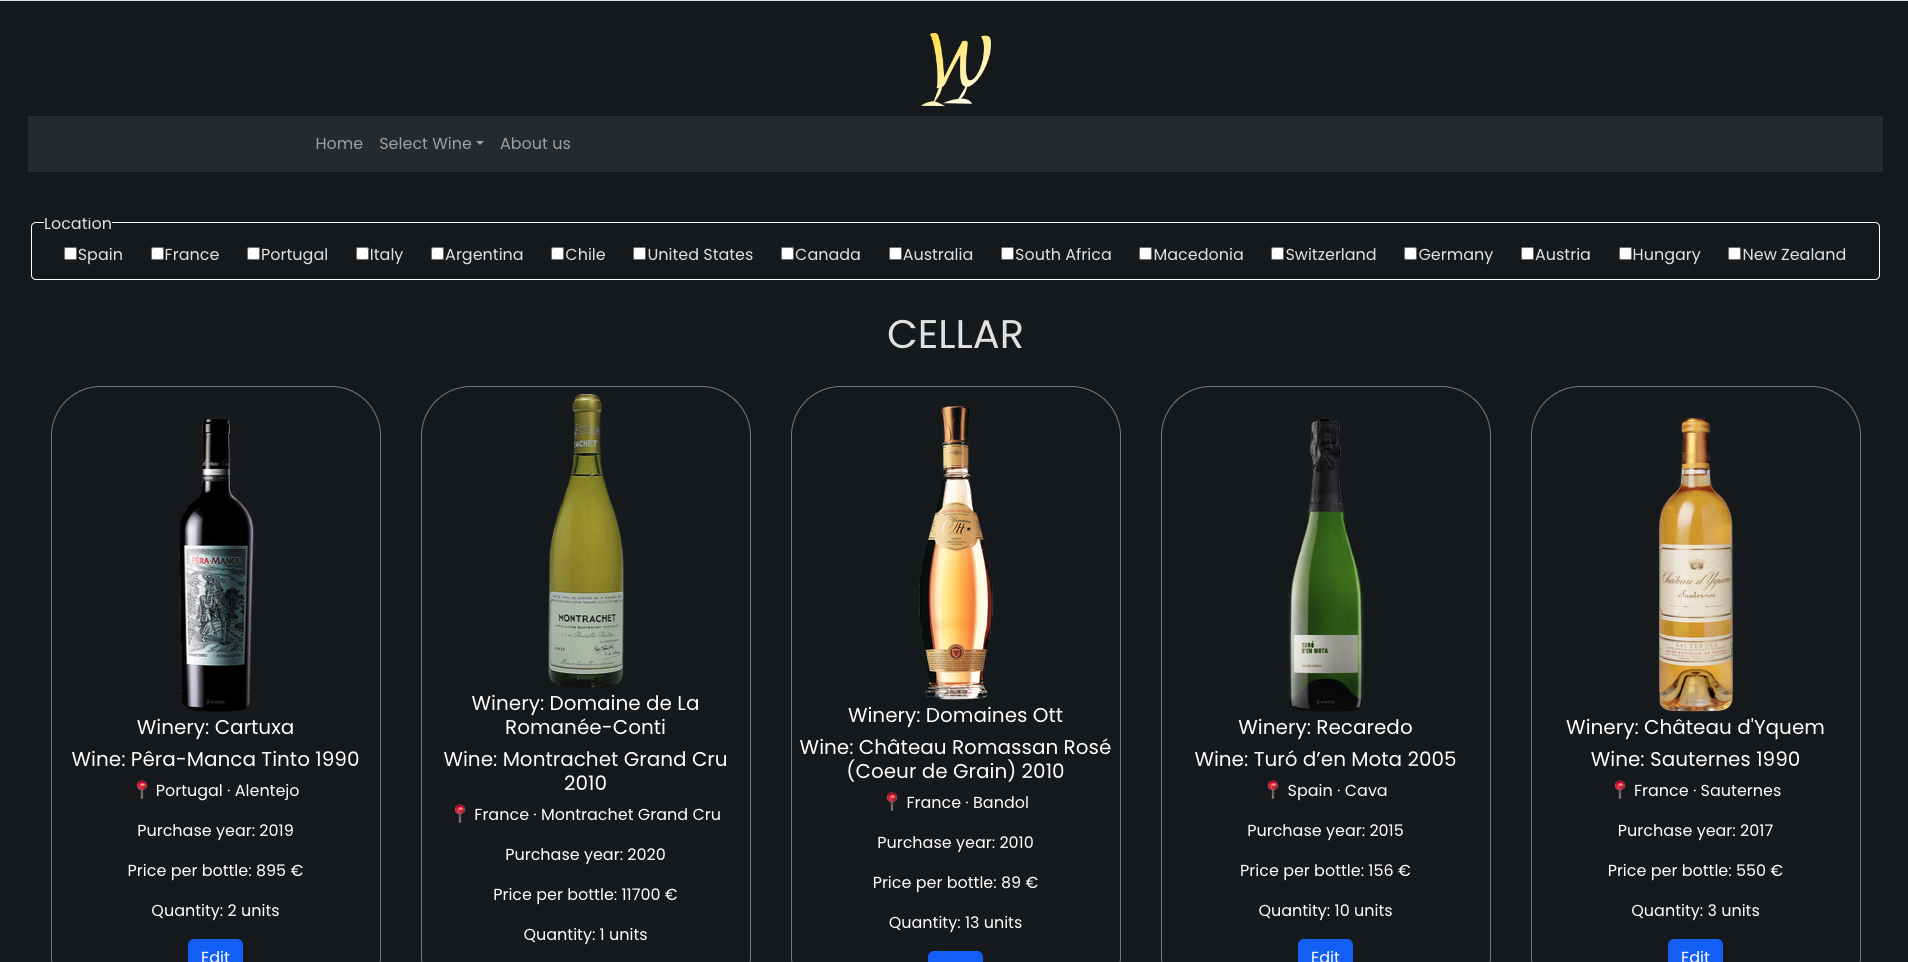 W
Home Select Wine About us
Location
Spain France Portugal Italy Argentina Chile United States Canada Australia South Africa Macedonia Switzerland Germany Austria Hungary New Zealand
CELLAR
PÊRA-MANCA
Winery: Cartuxa
Wine: Pêra-Manca Tinto 1990
📍 Portugal · Alentejo
Purchase year: 2019
Price per bottle: 895 €
Quantity: 2 units
Edit
MONTRACHET
Winery: Domaine de La
Romanée-Conti
Wine: Montrachet Grand Cru
2010
📍 France · Montrachet Grand Cru
Purchase year: 2020
Price per bottle: 11700 €
Quantity: 1 units
Domaines
Ott
Winery: Domaines Ott
Wine: Château Romassan Rosé
(Coeur de Grain) 2010
📍 France · Bandol
Purchase year: 2010
Price per bottle: 89 €
Quantity: 13 units
TURÓ
D'EN MOTA
Winery: Recaredo
Wine: Turó d’en Mota 2005
📍 Spain · Cava
Purchase year: 2015
Price per bottle: 156 €
Quantity: 10 units
Edit
Château d'Yquem
Sauternes
SAUTERNES
Winery: Château d'Yquem
Wine: Sauternes 1990
📍 France · Sauternes
Purchase year: 2017
Price per bottle: 550 €
Quantity: 3 units
Edit